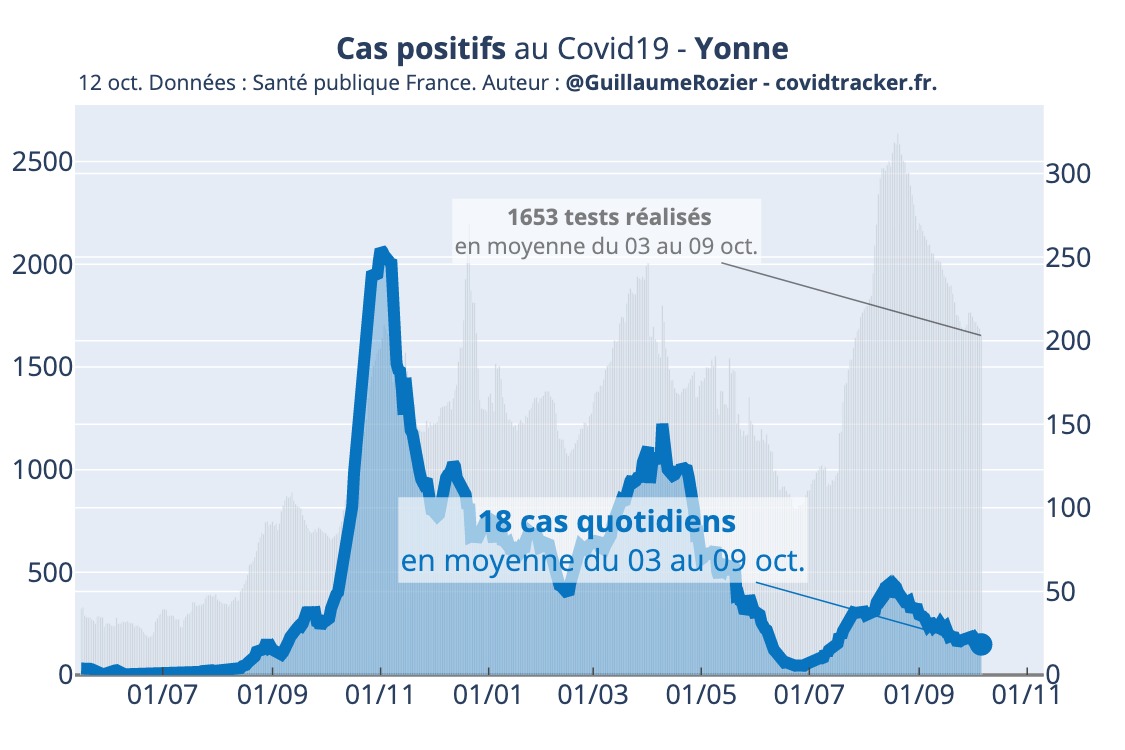 Cas positifs au Covid19 - Yonne
12 oct. Données : Santé publique France. Auteur : @GuillaumeRozier - covidtracker.fr.
2500
2000
1500
1000
500
0
300
250
200
150
100
50
0
1653 tests réalisés
en moyenne du 03 au 09 oct.
18 cas quotidiens
en moyenne du 03 au 09 oct.
01/07 01/09 01/11 01/01 01/03 01/05 01/07 01/09 01/11